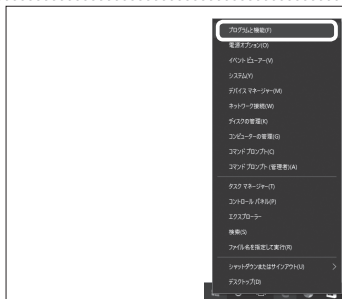 プログラムと機能(F)
電源オプション(O)
イベント ビューアー(V)
システム(Y)
デバイス マネージャー(M)
ネットワーク接続(W)
ディスクの管理(K)
コンピューターの管理(G)
コマンド プロンプト(C)
コマンド プロンプト (管理者)(A)
タスク マネージャー(T)
コントロール パネル(P)
エクスプローラー
検索(S)
ファイル名を指定して実行(R)
シャットダウンまたはサインアウト(U)
デスクトップ(D)